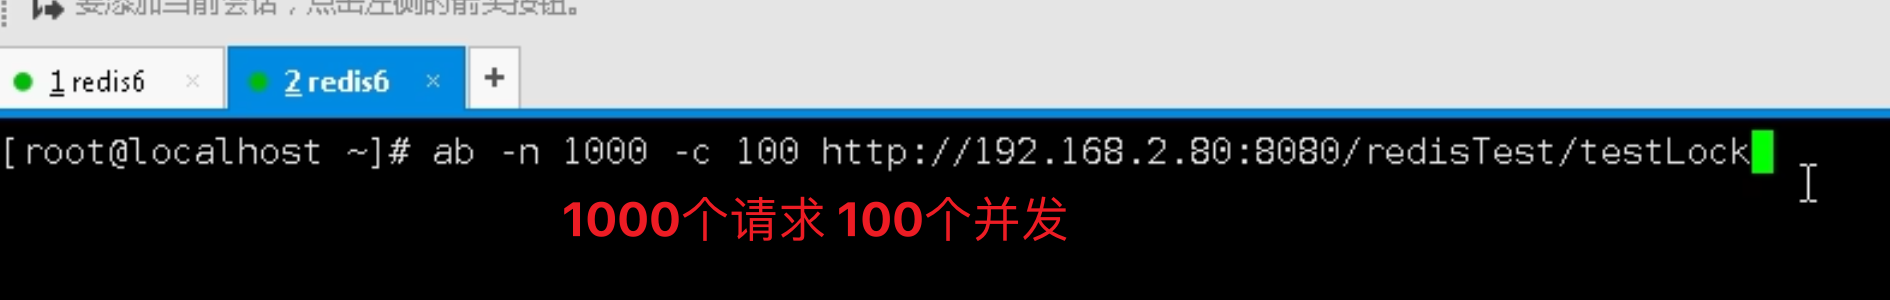 要添加当前会话，点击左侧的箭头按钮。
1 redis6 × 2 redis6 × +
[root@localhost ~]# ab -n 1000 -c 100 http://192.168.2.80:8080/redisTest/testLock
1000个请求 100个并发